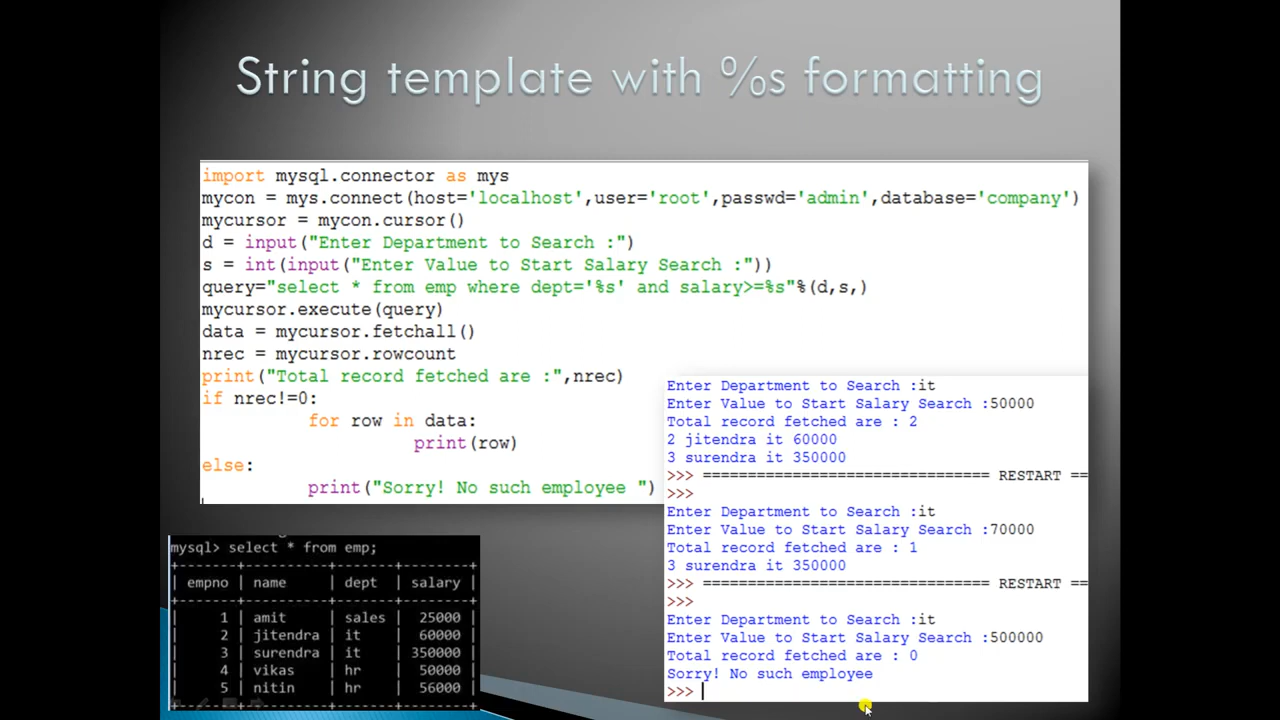 String template with %s formatting
import mysql.connector as mys
mycon = mys.connect(host='localhost',user='root',passwd='admin',database='company')
mycursor = mycon.cursor()
d = input("Enter Department to Search :")
s = int(input("Enter Value to Start Salary Search :"))
query="select * from emp where dept='%s' and salary>=%s"%(d,s,)
mycursor.execute(query)
data = mycursor.fetchall()
nrec = mycursor.rowcount
print("Total record fetched are :",nrec)
if nrec!=0:
for row in data:
print(row)
else:
print("Sorry! No such employee ")
Enter Department to Search :it
Enter Value to Start Salary Search :50000
Total record fetched are : 2
2 jitendra it 60000
3 surendra it 350000
>>> ================================ RESTART ==
>>>
Enter Department to Search :it
Enter Value to Start Salary Search :70000
Total record fetched are : 1
3 surendra it 350000
>>> ================================ RESTART ==
>>>
Enter Department to Search :it
Enter Value to Start Salary Search :500000
Total record fetched are : 0
Sorry! No such employee
>>>
mysql> select * from emp;
+-------+----------+-------+--------+
| empno | name | dept | salary |
+-------+----------+-------+--------+
| 1 | amit | sales | 25000 |
| 2 | jitendra | it | 60000 |
| 3 | surendra | it | 350000 |
| 4 | vikas | hr | 50000 |
| 5 | nitin | hr | 56000 |
+-------+----------+-------+--------+